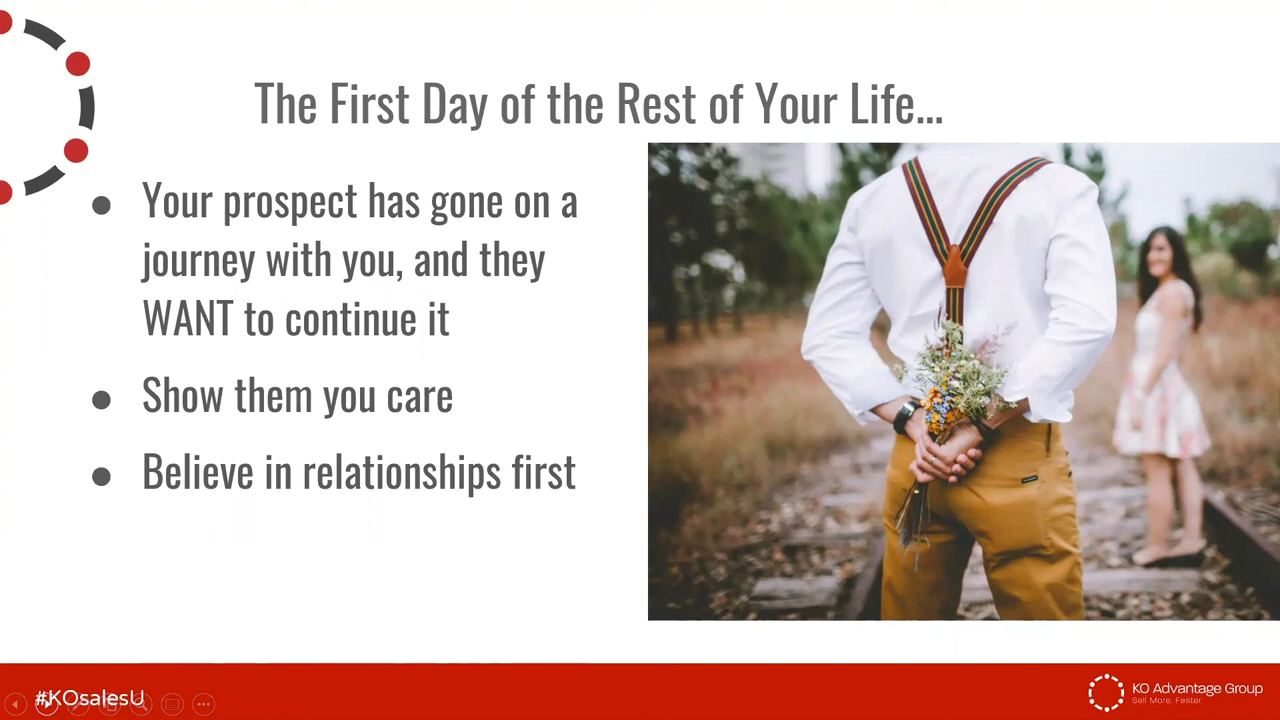 The First Day of the Rest of Your Life...
Your prospect has gone on a
journey with you, and they
WANT to continue it
Show them you care
Believe in relationships first
#KOsalesU
KO Advantage Group
Sell More. Faster.